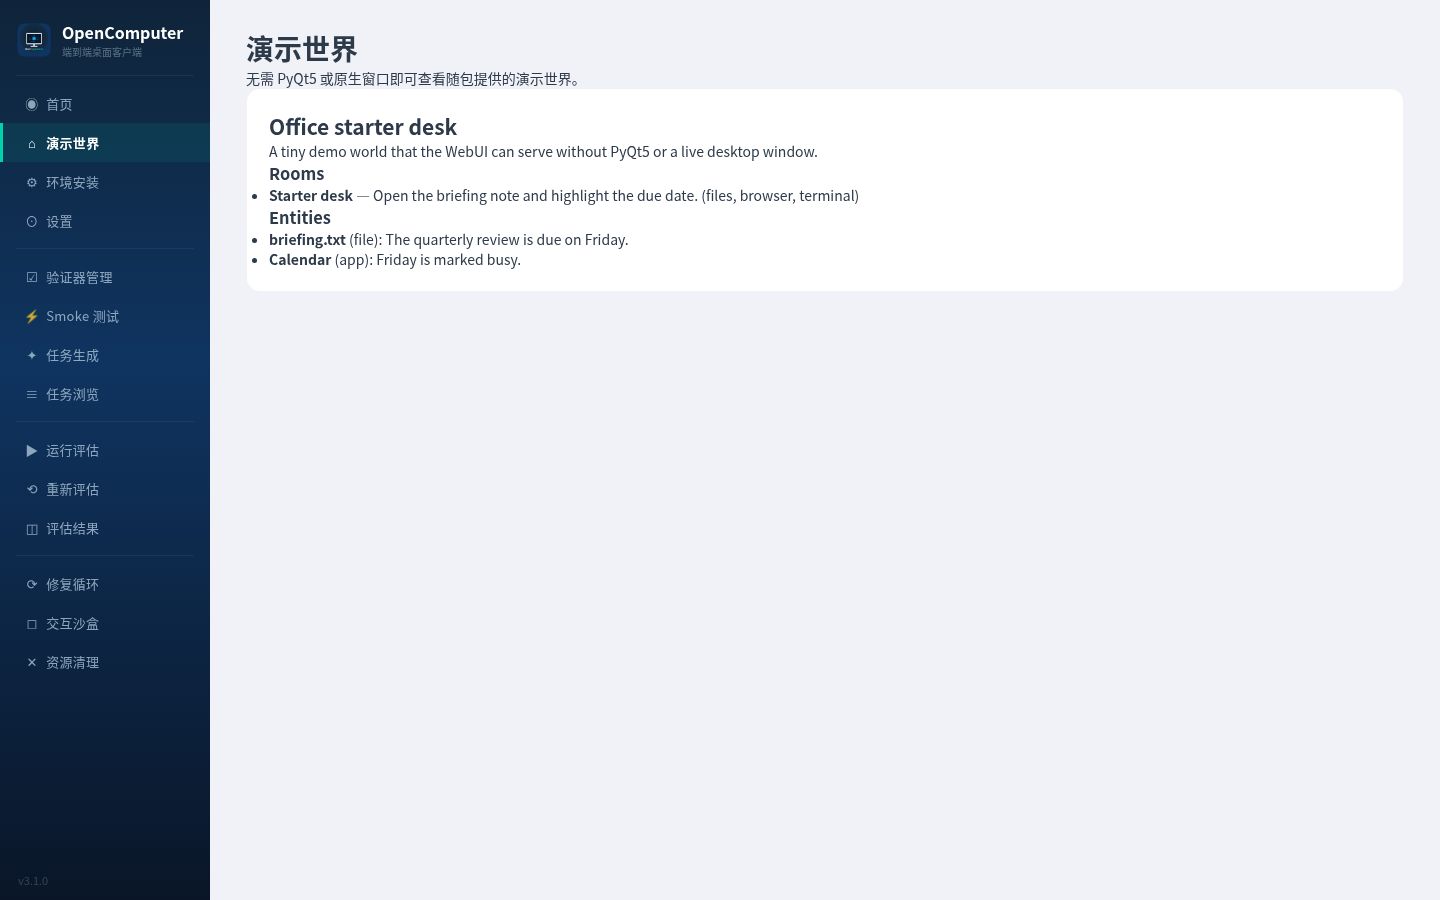 OpenComputer
端到端桌面客户端
首页
演示世界
环境安装
设置
验证器管理
Smoke 测试
任务生成
任务浏览
运行评估
重新评估
评估结果
修复循环
交互沙盒
资源清理
v3.1.0
演示世界
无需 PyQt5 或原生窗口即可查看随包提供的演示世界。
Office starter desk
A tiny demo world that the WebUI can serve without PyQt5 or a live desktop window.
Rooms
• Starter desk — Open the briefing note and highlight the due date. (files, browser, terminal)
Entities
• briefing.txt (file): The quarterly review is due on Friday.
• Calendar (app): Friday is marked busy.